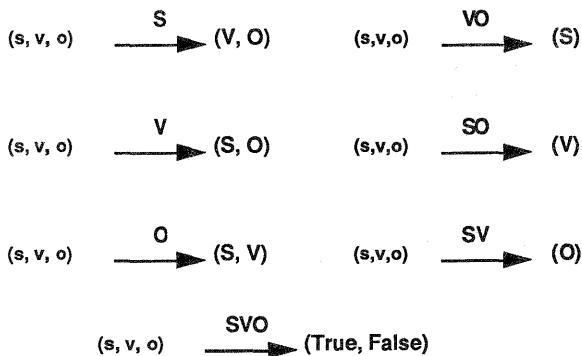 S VO
(s, v, o) (V, O) (s,v,o) (S)
V SO
(s, v, o) (S, O) (s,v,o) (V)
O SV
(s, v, o) (S, V) (s,v,o) (O)
SVO
(s, v, o) (True, False)